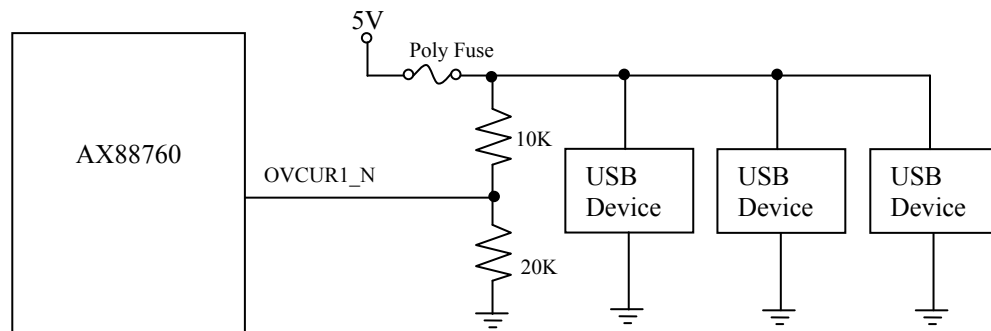 5V
Poly Fuse
10K
AX88760
OVCUR1_N
USB
Device
USB
Device
USB
Device
20K